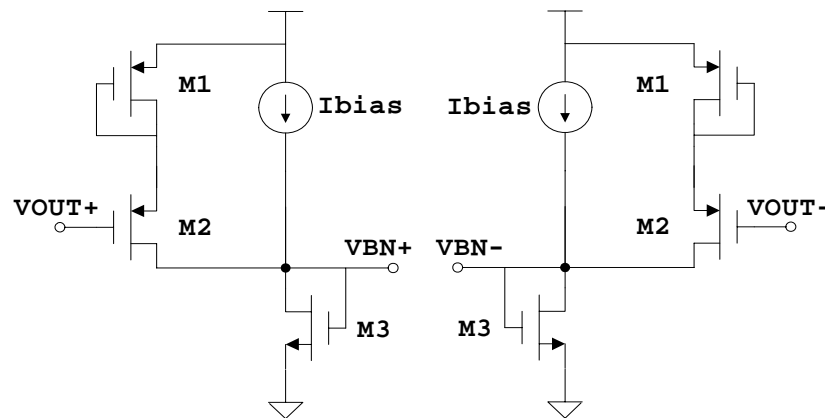 M1
Ibias
Ibias
M1
VOUT+
M2
VBN+
VBN-
M2
VOUT-
M3
M3